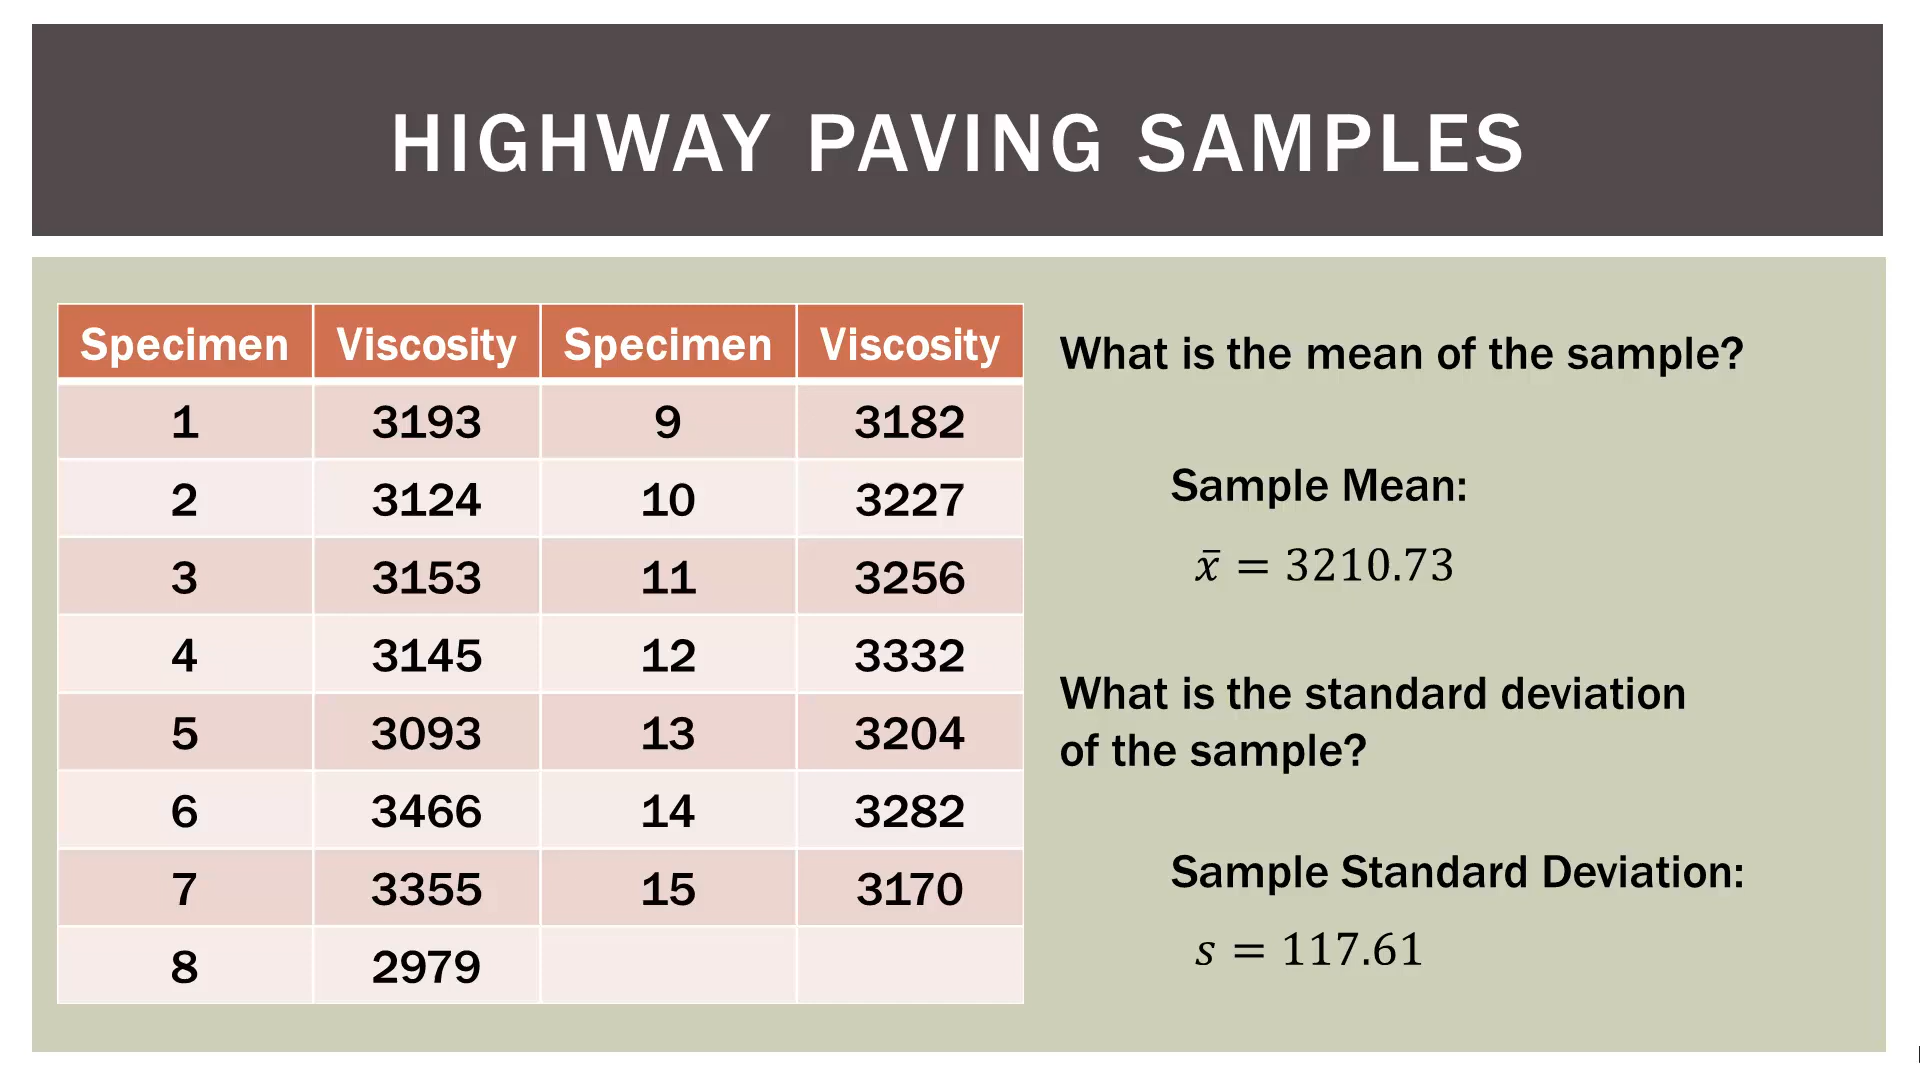 HIGHWAY PAVING SAMPLES
Specimen Viscosity Specimen Viscosity
1 3193 9 3182
2 3124 10 3227
3 3153 11 3256
4 3145 12 3332
5 3093 13 3204
6 3466 14 3282
7 3355 15 3170
8 2979
What is the mean of the sample?
Sample Mean:
x̄ = 3210.73
What is the standard deviation
of the sample?
Sample Standard Deviation:
s = 117.61